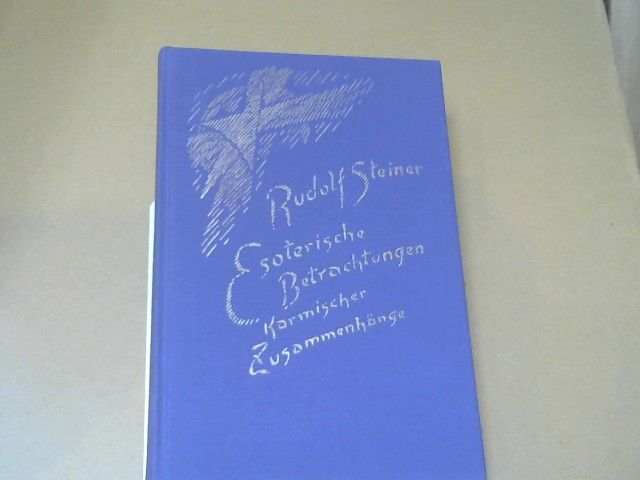 Rudolf Steiner
Esoterische
Betrachtungen
Karmischer
Zusammenhänge